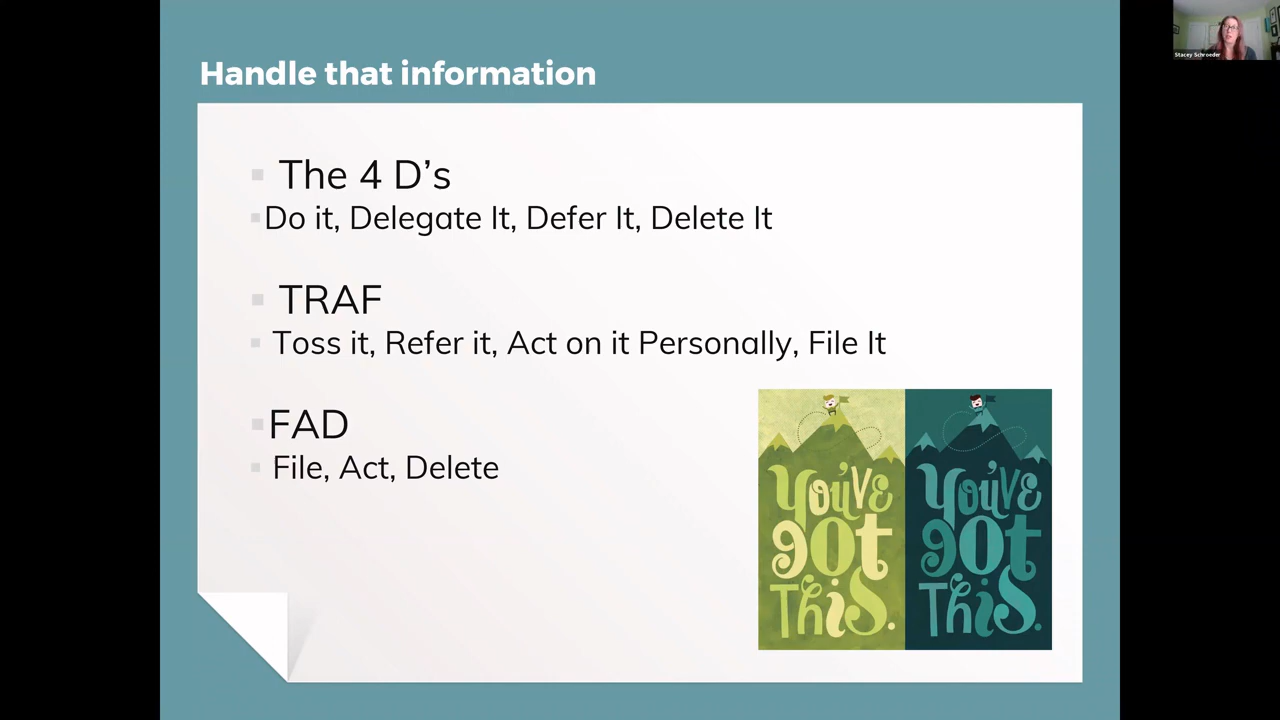 Handle that information
The 4 D’s
Do it, Delegate It, Defer It, Delete It
TRAF
Toss it, Refer it, Act on it Personally, File It
FAD
File, Act, Delete
You've
got
This.
You've
got
This.
Stacey Schroeder